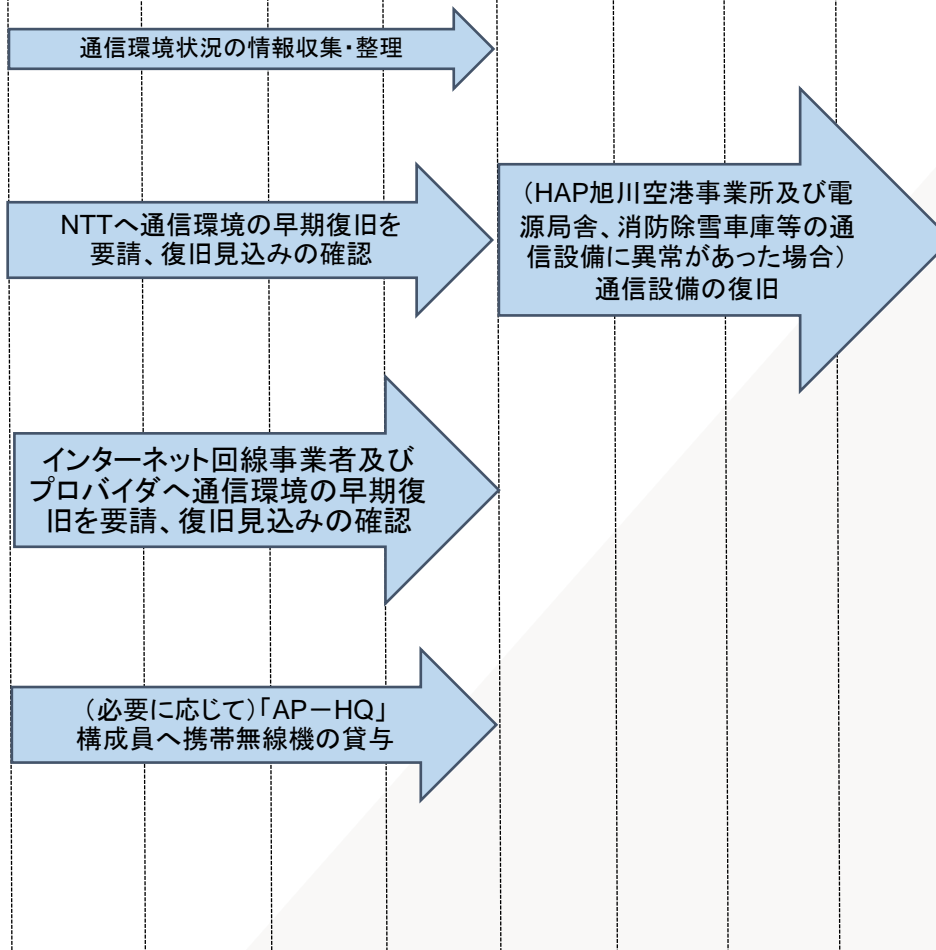 通信環境状況の情報収集・整理
NTTへ通信環境の早期復旧を
要請、復旧見込みの確認
（HAP旭川空港事業所及び電
源局舎、消防除雪車庫等の通
信設備に異常があった場合）
通信設備の復旧
インターネット回線事業者及び
プロバイダへ通信環境の早期復
旧を要請、復旧見込みの確認
（必要に応じて）「AP－HQ」
構成員へ携帯無線機の貸与